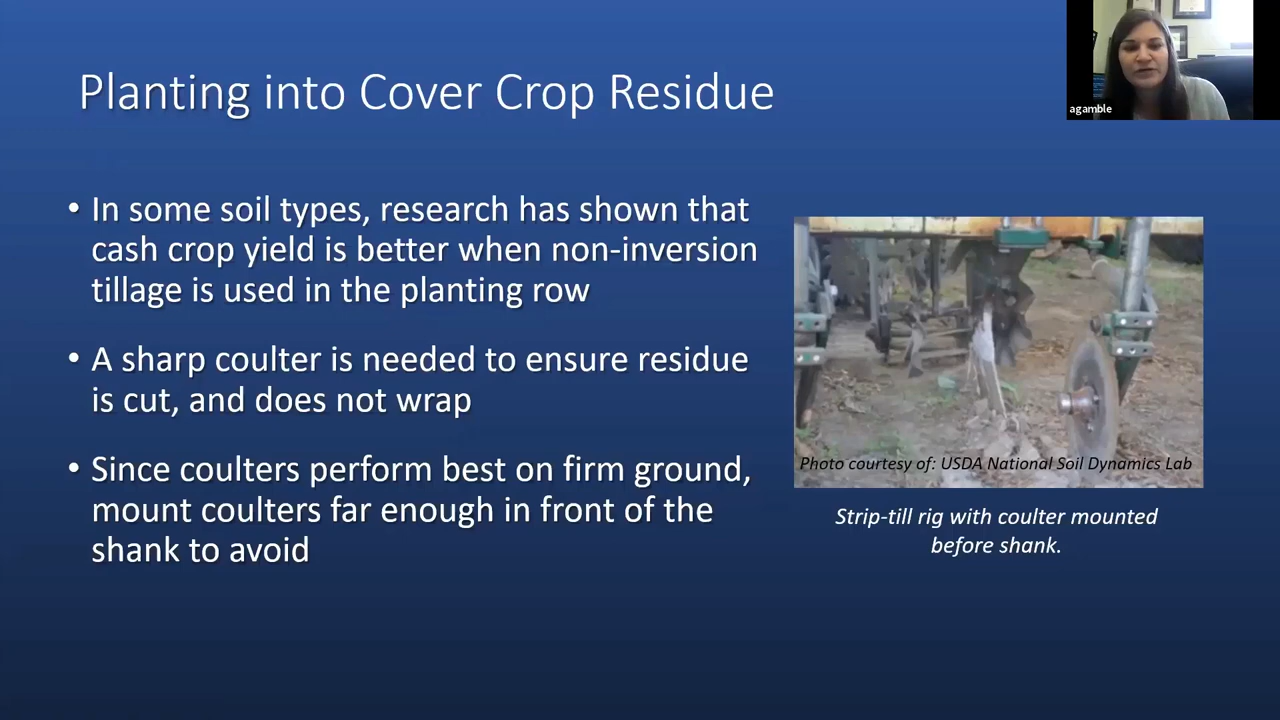 Planting into Cover Crop Residue
agamble
• In some soil types, research has shown that
cash crop yield is better when non-inversion
tillage is used in the planting row
• A sharp coulter is needed to ensure residue
is cut, and does not wrap
• Since coulters perform best on firm ground,
mount coulters far enough in front of the
shank to avoid
Photo courtesy of: USDA National Soil Dynamics Lab
Strip-till rig with coulter mounted
before shank.